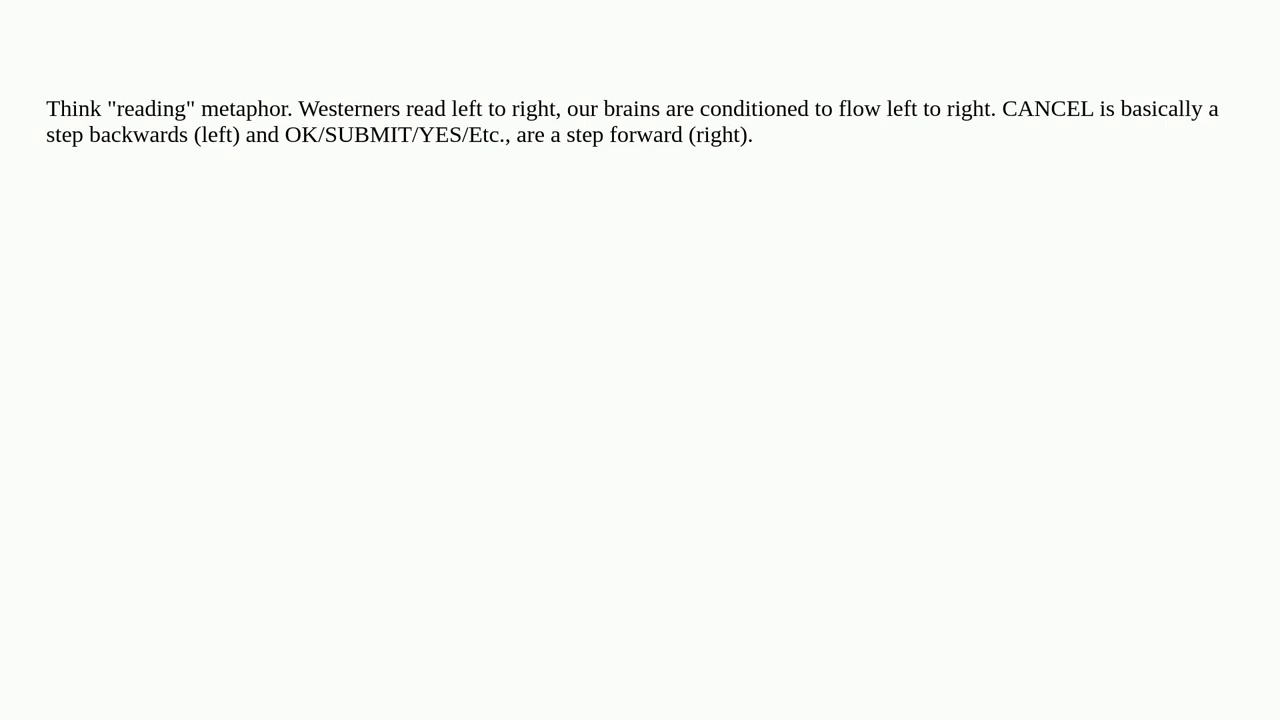 Think "reading" metaphor. Westerners read left to right, our brains are conditioned to flow left to right. CANCEL is basically a
step backwards (left) and OK/SUBMIT/YES/Etc., are a step forward (right).